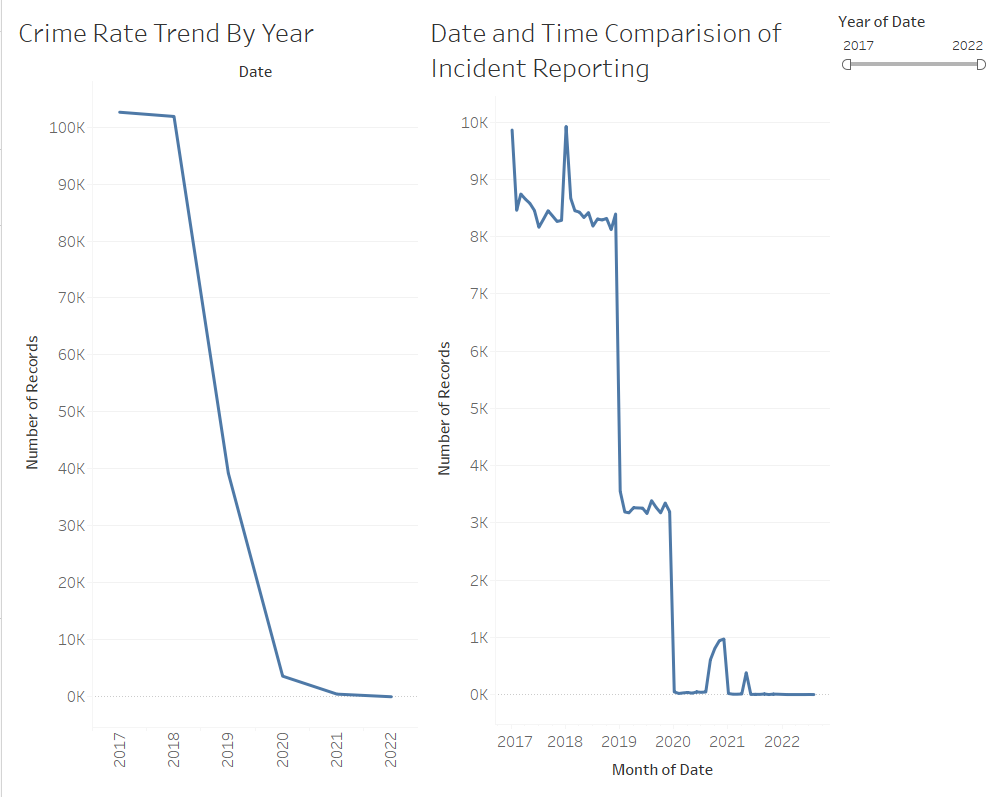 Crime Rate Trend By Year
Date
100K
90K
80K
70K
60K
50K
40K
30K
20K
10K
0K
Number of Records
2017
2018
2019
2020
2021
2022
Date and Time Comparision of
Incident Reporting
10K
9K
8K
7K
6K
5K
4K
3K
2K
1K
0K
Number of Records
2017 2018 2019 2020 2021 2022
Month of Date
Year of Date
2017 2022